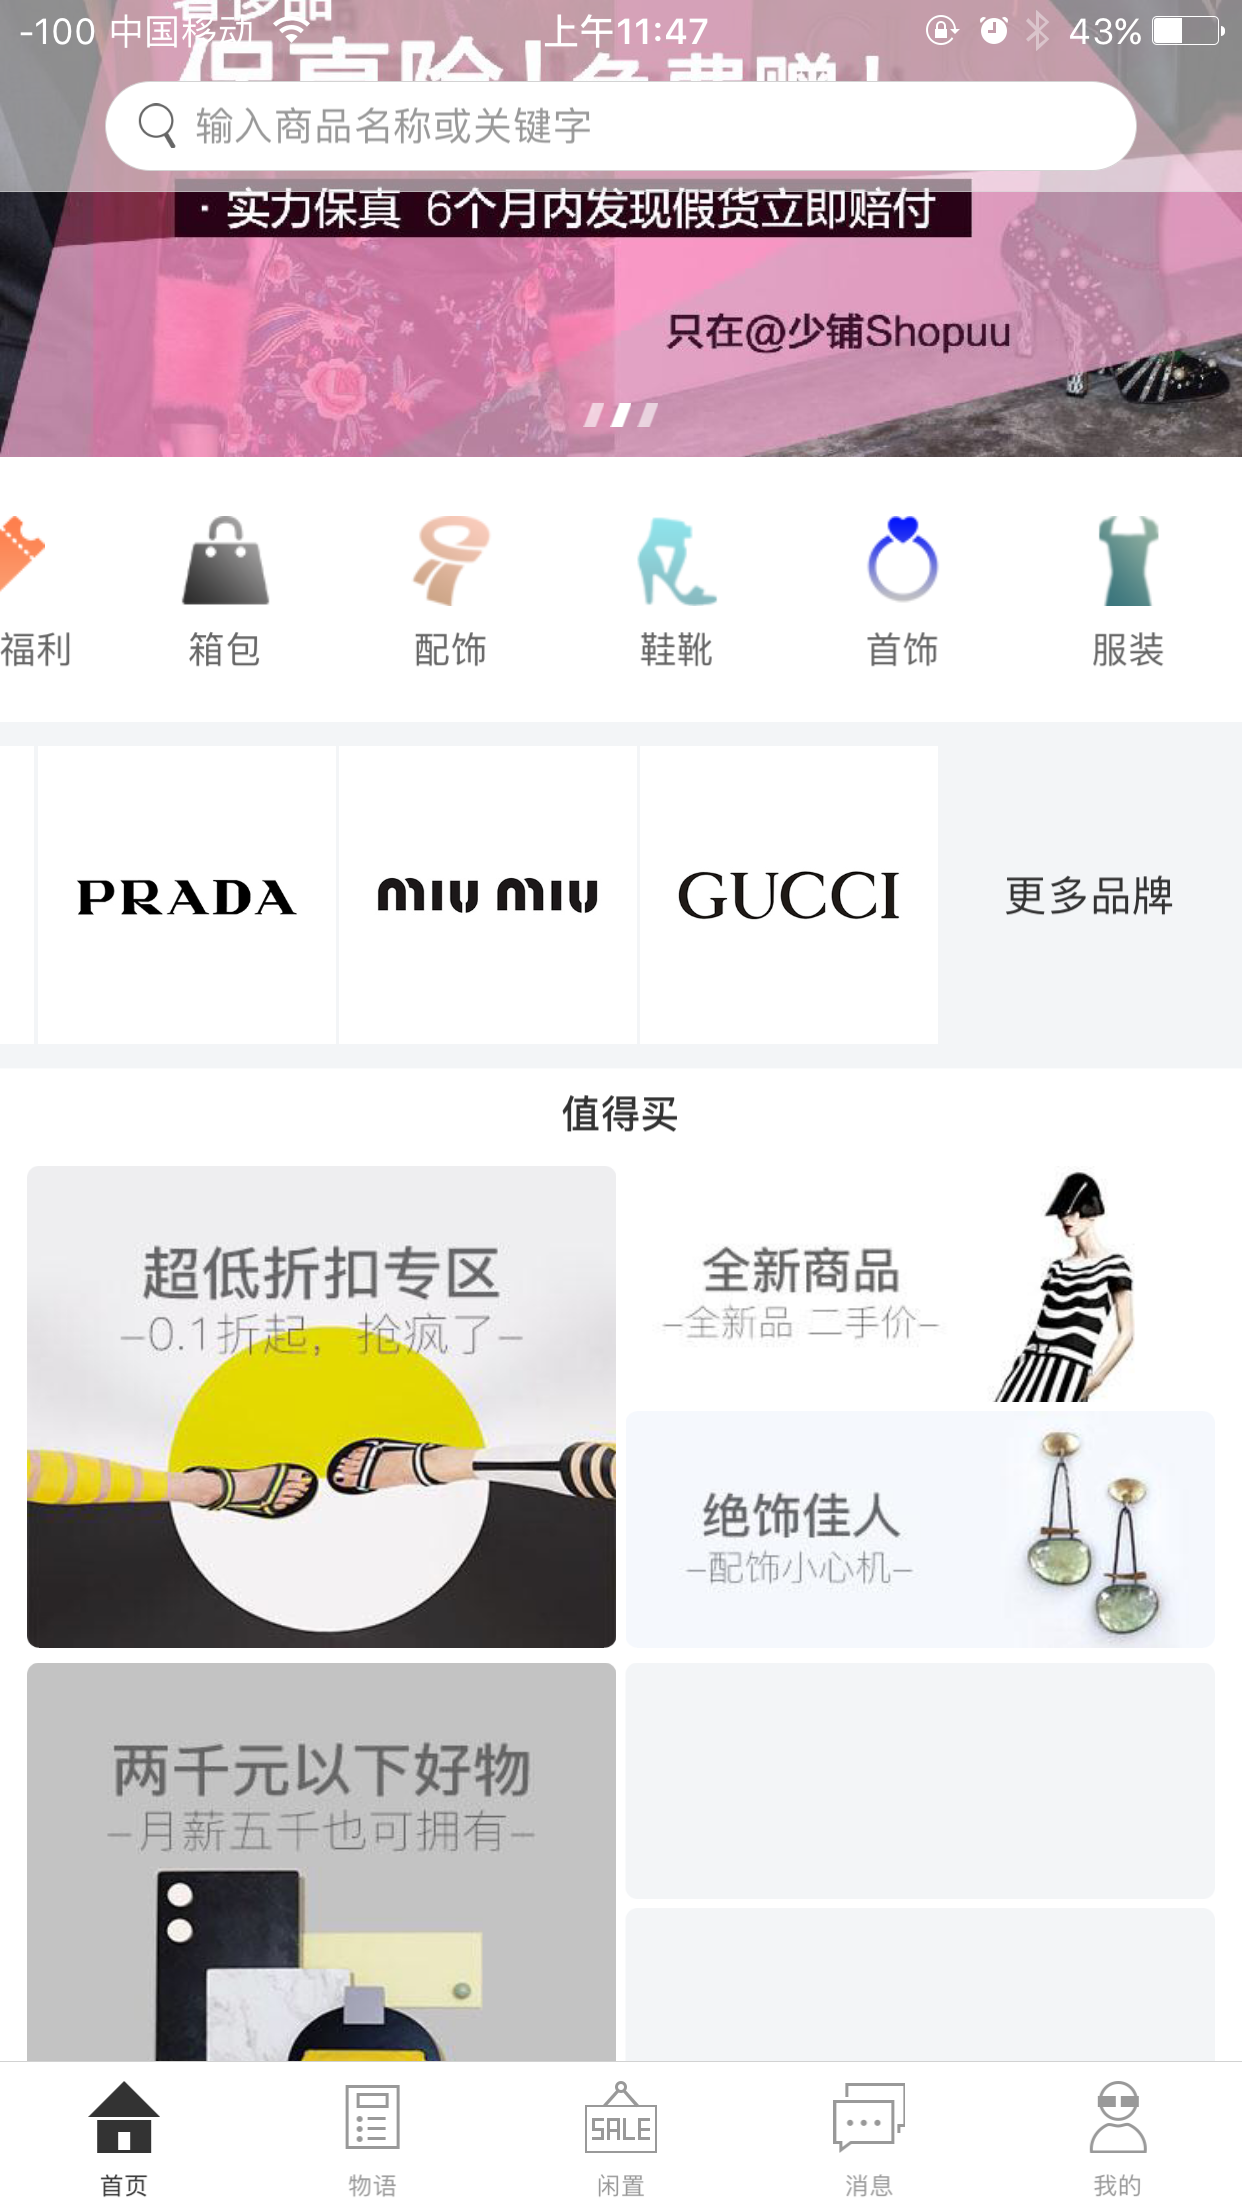 -100 中国移动 上午11:47 43%
输入商品名称或关键字
· 实力保真 6个月内发现假货立即赔付
只在@少铺Shopuu
福利 箱包 配饰 鞋靴 首饰 服装
PRADA miu miu GUCCI 更多品牌
值得买
超低折扣专区
–0.1折起，抢疯了–
全新商品
–全新品 二手价–
绝饰佳人
–配饰小心机–
两千元以下好物
–月薪五千也可拥有–
SALE
首页 物语 闲置 消息 我的